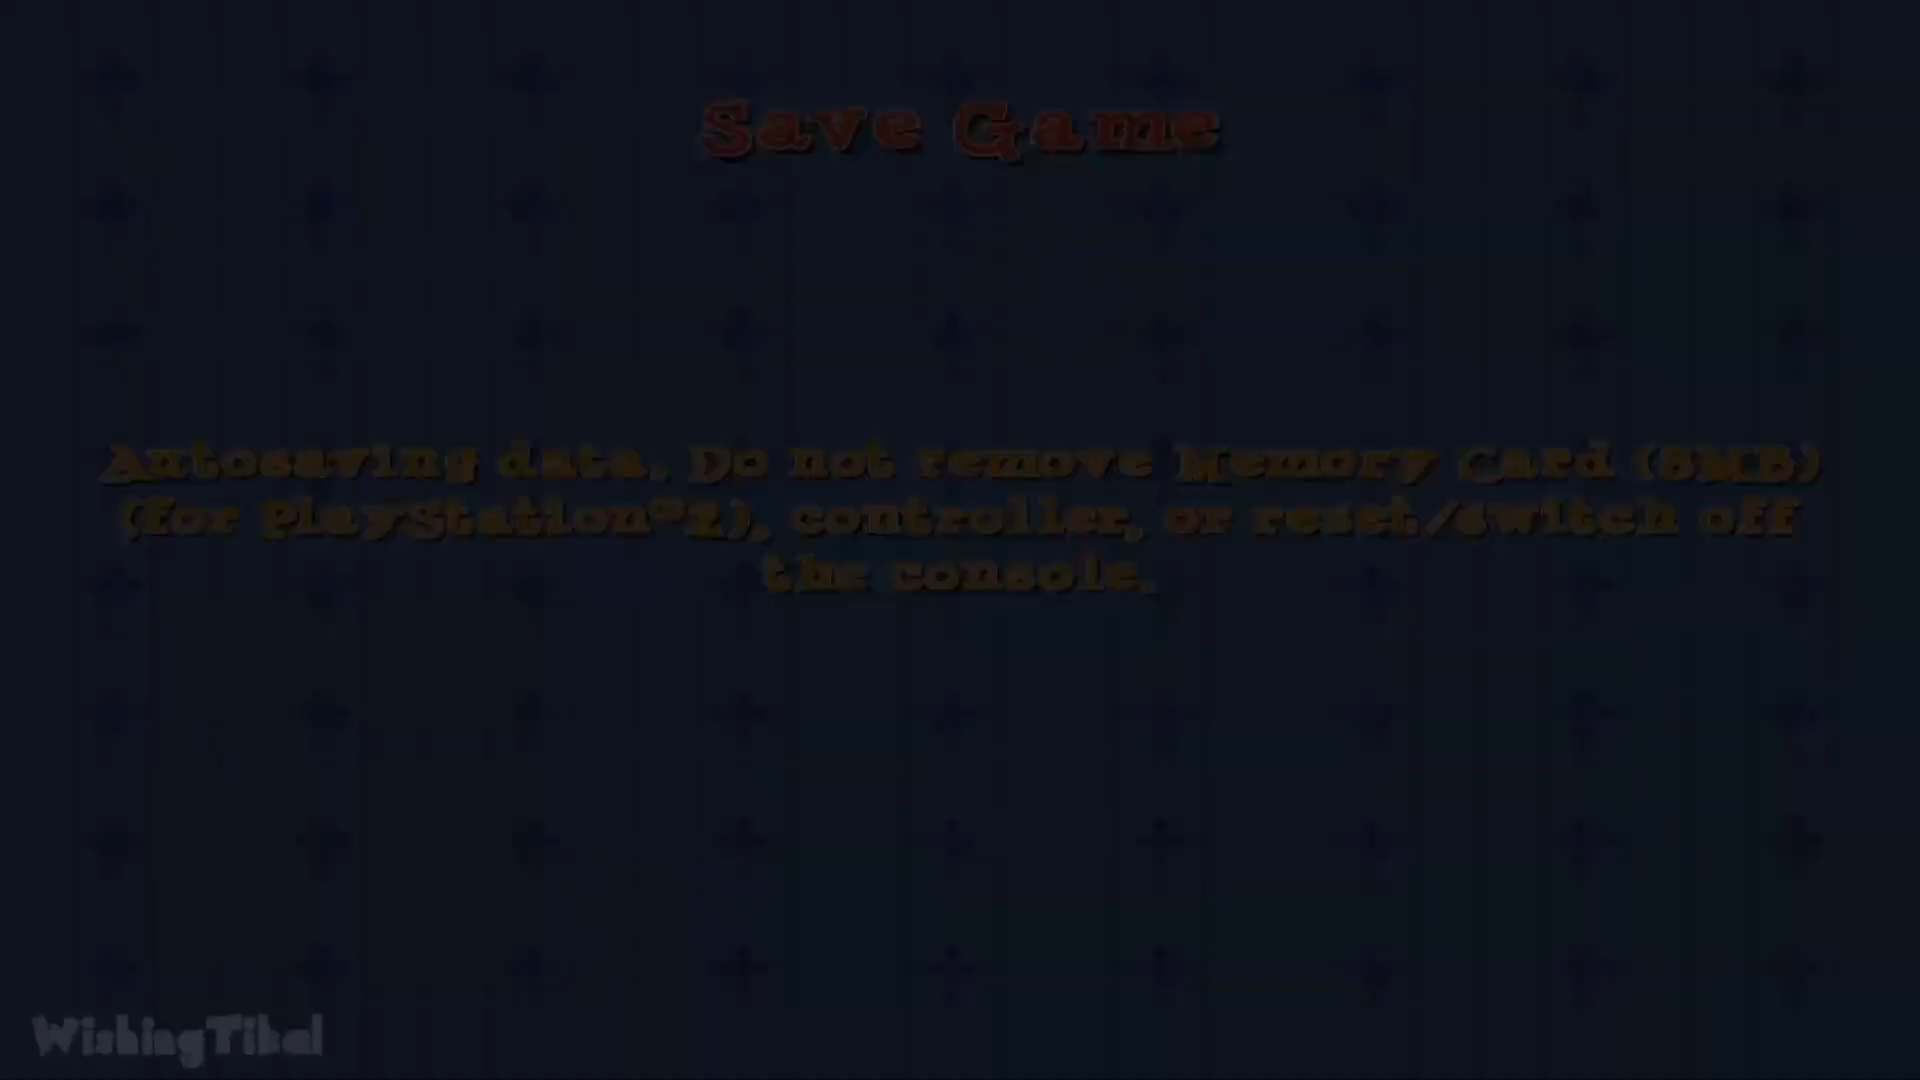 Save Game
Autosaving data. Do not remove Memory Card (8MB)
(for PlayStation®2), controller, or reset/switch off
the console.
WishingTikal